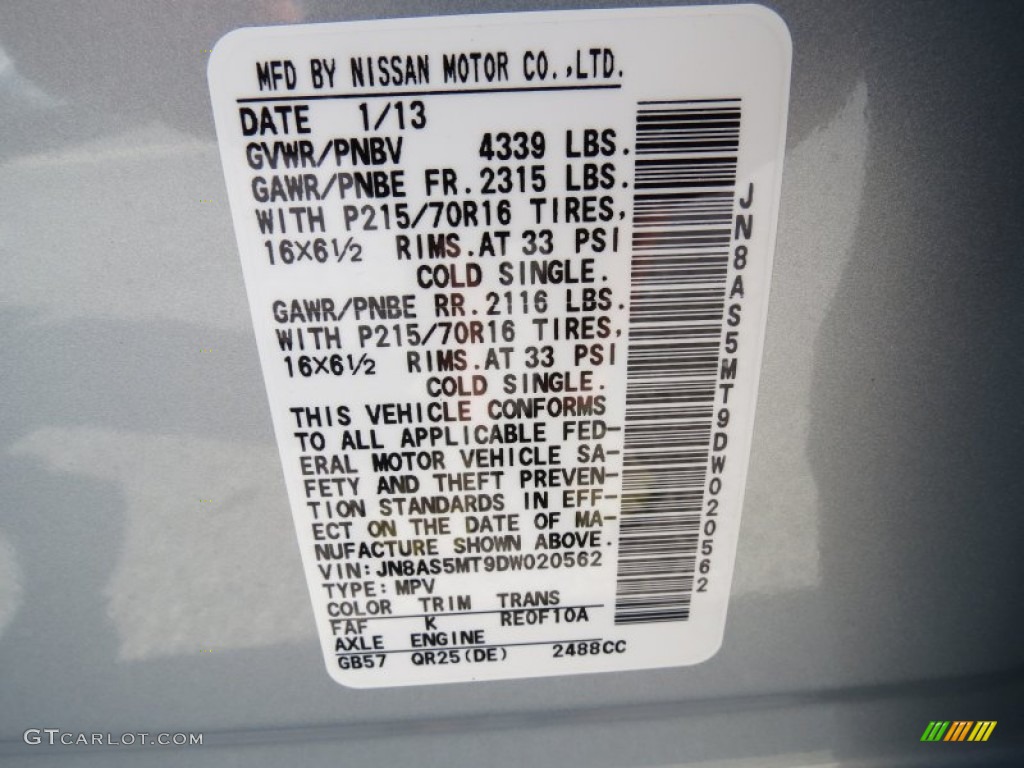 MFD BY NISSAN MOTOR CO.,LTD.
DATE 1/13
GVWR/PNBV 4339 LBS.
GAWR/PNBE FR.2315 LBS.
WITH P215/70R16 TIRES,
16X6½ RIMS.AT 33 PSI
COLD SINGLE.
GAWR/PNBE RR.2116 LBS.
WITH P215/70R16 TIRES,
16X6½ RIMS.AT 33 PSI
COLD SINGLE.
THIS VEHICLE CONFORMS
TO ALL APPLICABLE FED-
ERAL MOTOR VEHICLE SA-
FETY AND THEFT PREVEN-
TION STANDARDS IN EFF-
ECT ON THE DATE OF MA-
NUFACTURE SHOWN ABOVE.
VIN:JN8AS5MT9DW020562
TYPE:MPV
COLOR TRIM TRANS
FAF K RE0F10A
AXLE ENGINE
GB57 QR25(DE) 2488CC
JN8AS5MT9DW020562
GTCARLOT.COM